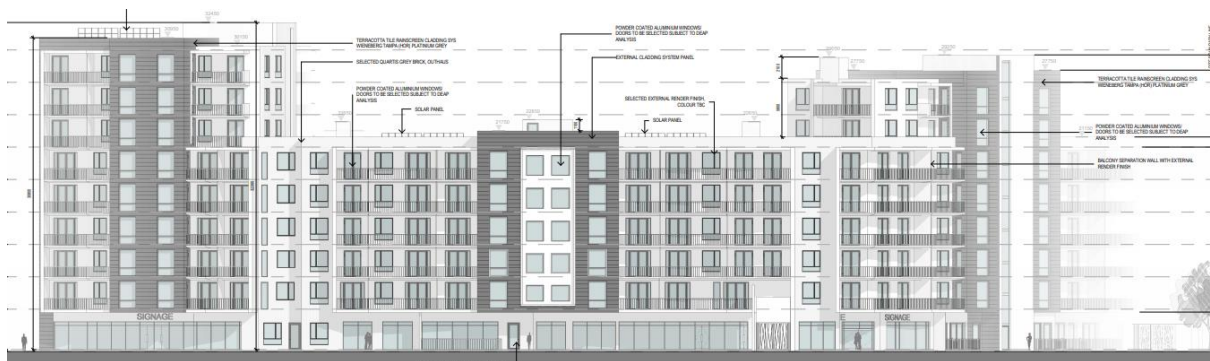 POWDER COATED ALUMINIUM WINDOWS/
DOORS TO BE SELECTED SUBJECT TO DEAP
ANALYSIS
TERRACOTTA TILE RAINSCREEN CLADDING SYS
WIENEBERG TAMPA (HOR) PLATINUM GREY
EXTERNAL CLADDING SYSTEM PANEL
TERRACOTTA TILE RAINSCREEN CLADDING SYS
WIENEBERG TAMPA (HOR) PLATINUM GREY
27750
27750
SELECTED QUARTIS GREY BRICK, OUTHAUS
POWDER COATED ALUMINIUM WINDOWS/
DOORS TO BE SELECTED SUBJECT TO DEAP
ANALYSIS
SELECTED EXTERNAL RENDER FINISH,
COLOUR TBC
SOLAR PANEL
SOLAR PANEL
21750
POWDER COATED ALUMINIUM WINDOWS/
DOORS TO BE SELECTED SUBJECT TO DEAP
ANALYSIS
BALCONY SEPARATION WALL WITH EXTERNAL
RENDER FINISH
SIGNAGE
E
SIGNAGE